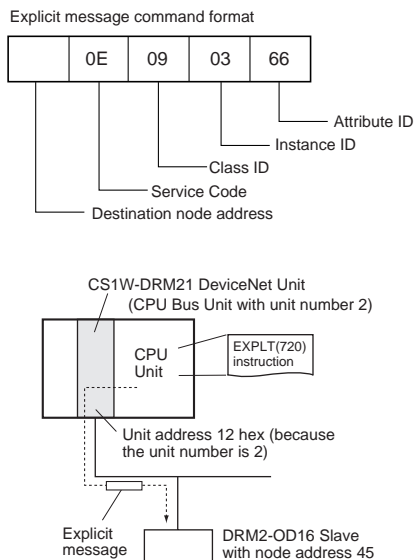 Explicit message command format
0E 09 03 66
Attribute ID
Instance ID
Class ID
Service Code
Destination node address
CS1W-DRM21 DeviceNet Unit
(CPU Bus Unit with unit number 2)
CPU
Unit
EXPLT(720)
instruction
Unit address 12 hex (because
the unit number is 2)
Explicit
message
DRM2-OD16 Slave
with node address 45